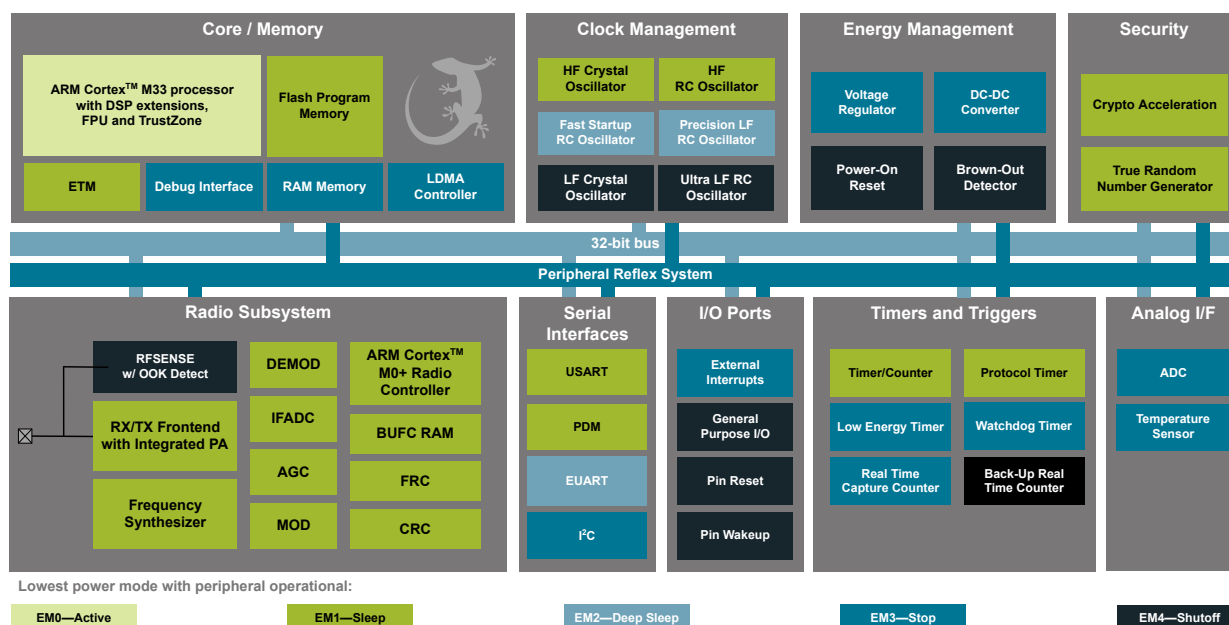 Core / Memory
ARM Cortex™ M33 processor
with DSP extensions,
FPU and TrustZone
Flash Program
Memory
ETM
Debug Interface
RAM Memory
LDMA
Controller
Clock Management
HF Crystal
Oscillator
HF
RC Oscillator
Fast Startup
RC Oscillator
Precision LF
RC Oscillator
LF Crystal
Oscillator
Ultra LF RC
Oscillator
Energy Management
Voltage
Regulator
DC-DC
Converter
Power-On
Reset
Brown-Out
Detector
Security
Crypto Acceleration
True Random
Number Generator
32-bit bus
Peripheral Reflex System
Radio Subsystem
RFSENSE
w/ OOK Detect
RX/TX Frontend
with Integrated PA
Frequency
Synthesizer
DEMOD
IFADC
AGC
MOD
ARM Cortex™
M0+ Radio
Controller
BUFC RAM
FRC
CRC
Serial
Interfaces
USART
PDM
EUART
I²C
I/O Ports
External
Interrupts
General
Purpose I/O
Pin Reset
Pin Wakeup
Timers and Triggers
Timer/Counter
Protocol Timer
Low Energy Timer
Watchdog Timer
Real Time
Capture Counter
Back-Up Real
Time Counter
Analog I/F
ADC
Temperature
Sensor
Lowest power mode with peripheral operational:
EM0—Active
EM1—Sleep
EM2—Deep Sleep
EM3—Stop
EM4—Shutoff